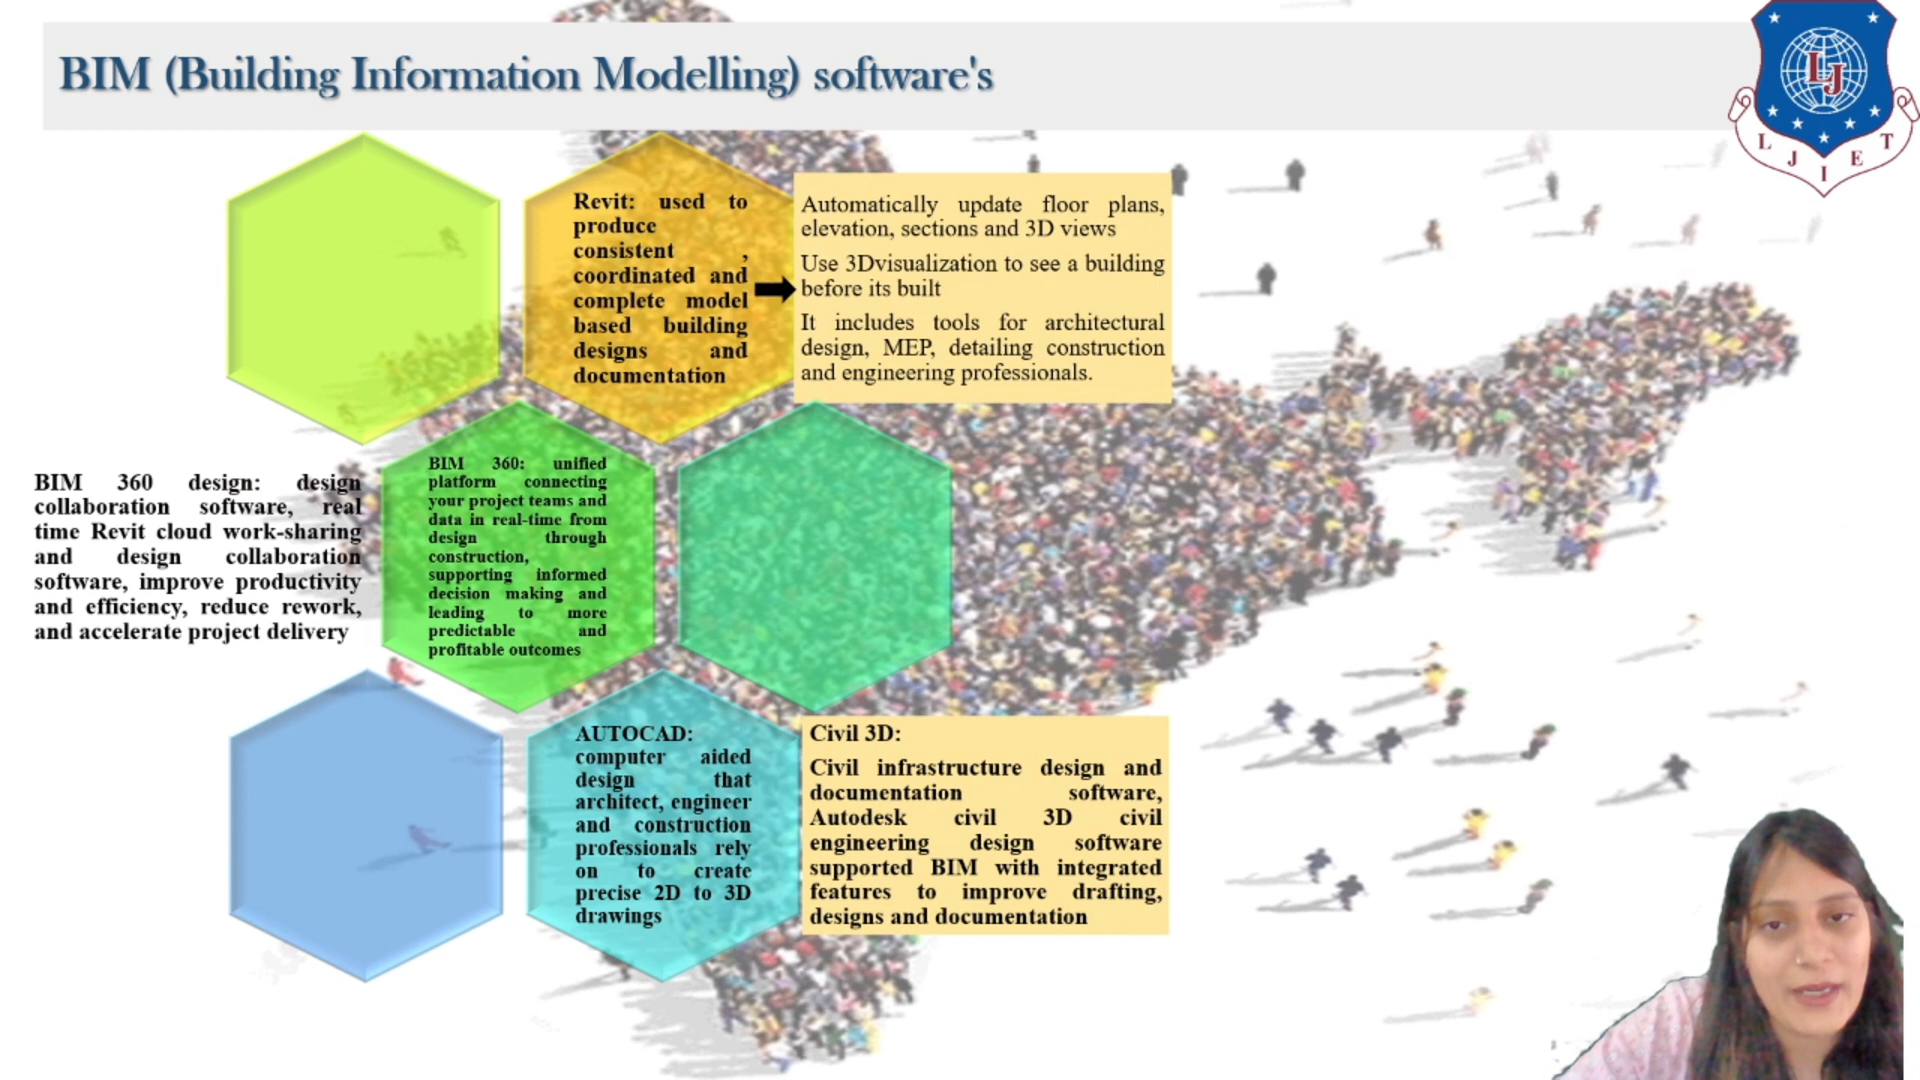 BIM (Building Information Modelling) software's
L J I E T
LJ
Revit: used to
produce
consistent ,
coordinated and
complete model
based building
designs and
documentation
Automatically update floor plans,
elevation, sections and 3D views
Use 3Dvisualization to see a building
before its built
It includes tools for architectural
design, MEP, detailing construction
and engineering professionals.
BIM 360 design: design
collaboration software, real
time Revit cloud work-sharing
and design collaboration
software, improve productivity
and efficiency, reduce rework,
and accelerate project delivery
BIM 360: unified
platform connecting
your project teams and
data in real-time from
design through
construction,
supporting informed
decision making and
leading to more
predictable and
profitable outcomes
AUTOCAD:
computer aided
design that
architect, engineer
and construction
professionals rely
on to create
precise 2D to 3D
drawings
Civil 3D:
Civil infrastructure design and
documentation software,
Autodesk civil 3D civil
engineering design software
supported BIM with integrated
features to improve drafting,
designs and documentation